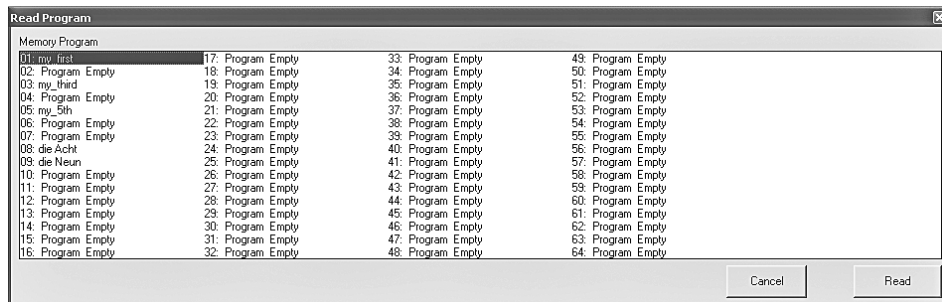 Read Program
Memory Program
01: my_first
02: Program Empty
03: my_third
04: Program Empty
05: my_5th
06: Program Empty
07: Program Empty
08: die Acht
09: die Neun
10: Program Empty
11: Program Empty
12: Program Empty
13: Program Empty
14: Program Empty
15: Program Empty
16: Program Empty
17: Program Empty
18: Program Empty
19: Program Empty
20: Program Empty
21: Program Empty
22: Program Empty
23: Program Empty
24: Program Empty
25: Program Empty
26: Program Empty
27: Program Empty
28: Program Empty
29: Program Empty
30: Program Empty
31: Program Empty
32: Program Empty
33: Program Empty
34: Program Empty
35: Program Empty
36: Program Empty
37: Program Empty
38: Program Empty
39: Program Empty
40: Program Empty
41: Program Empty
42: Program Empty
43: Program Empty
44: Program Empty
45: Program Empty
46: Program Empty
47: Program Empty
48: Program Empty
49: Program Empty
50: Program Empty
51: Program Empty
52: Program Empty
53: Program Empty
54: Program Empty
55: Program Empty
56: Program Empty
57: Program Empty
58: Program Empty
59: Program Empty
60: Program Empty
61: Program Empty
62: Program Empty
63: Program Empty
64: Program Empty
Cancel
Read